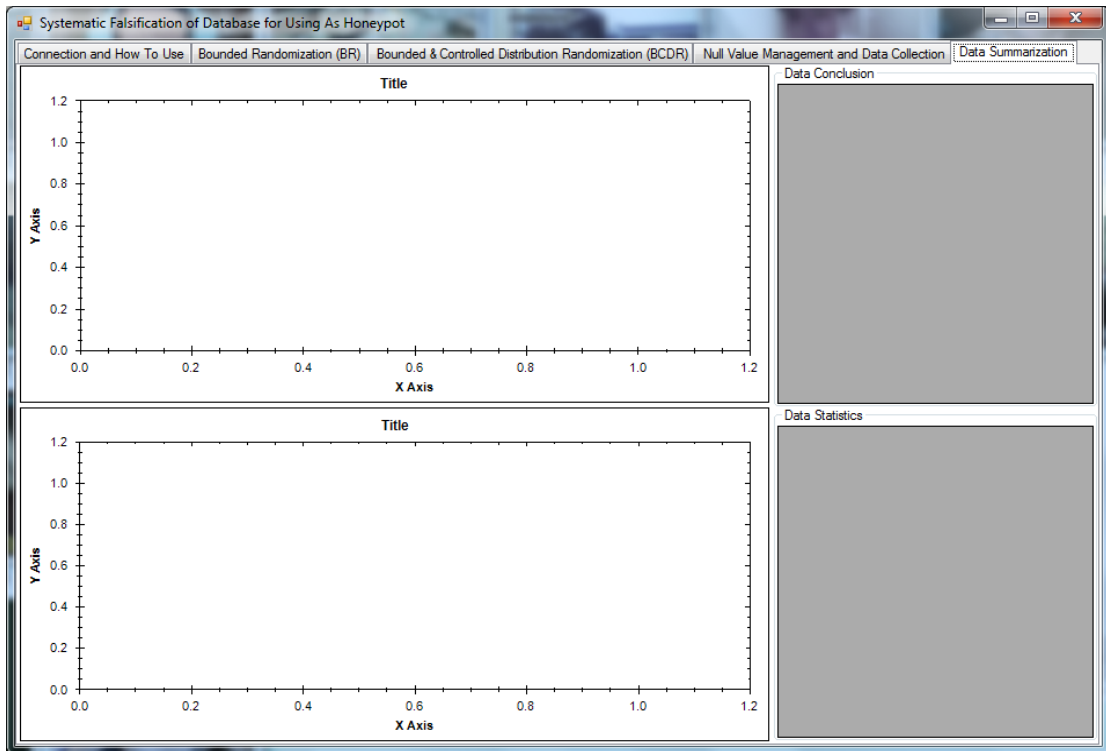 Systematic Falsification of Database for Using As Honeypot
Connection and How To Use Bounded Randomization (BR) Bounded & Controlled Distribution Randomization (BCDR) Null Value Management and Data Collection Data Summarization
Title
1.2
1.0
0.8
0.6
0.4
0.2
0.0
Y Axis
0.0 0.2 0.4 0.6 0.8 1.0 1.2
X Axis
Data Conclusion
Title
1.2
1.0
0.8
0.6
0.4
0.2
0.0
Y Axis
0.0 0.2 0.4 0.6 0.8 1.0 1.2
X Axis
Data Statistics